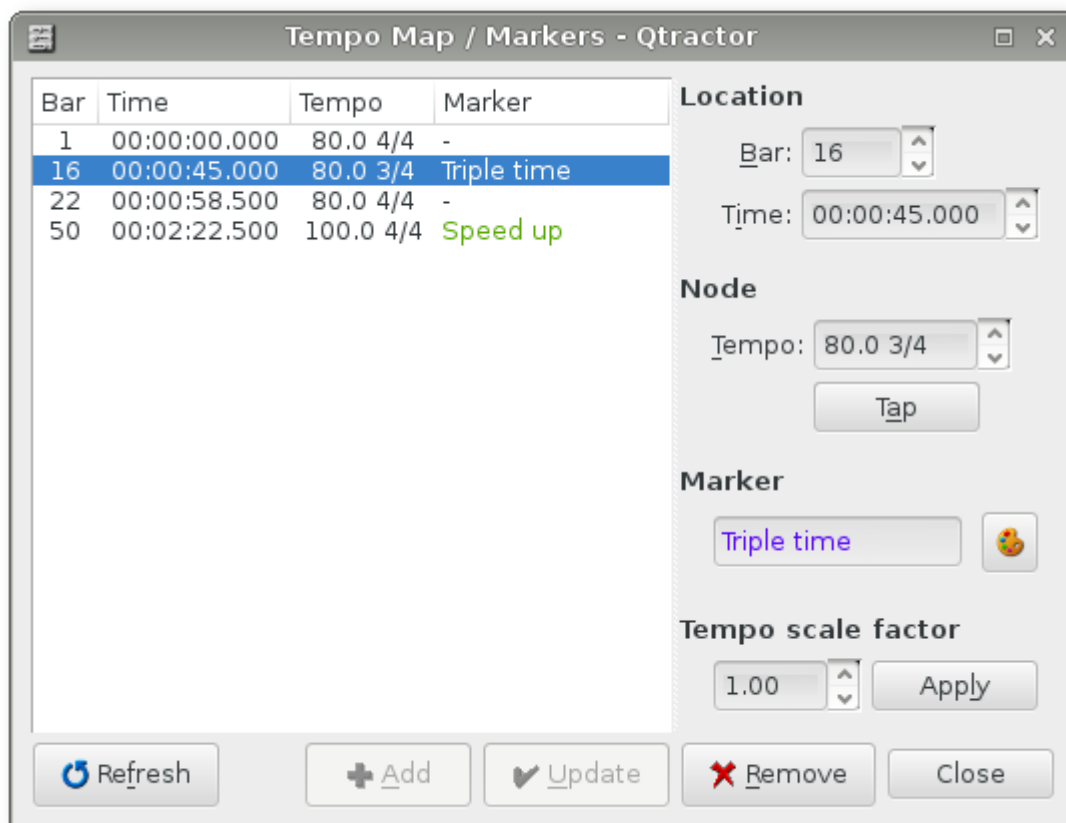 Tempo Map / Markers - Qtractor
Bar Time Tempo Marker
1 00:00:00.000 80.0 4/4 -
16 00:00:45.000 80.0 3/4 Triple time
22 00:00:58.500 80.0 4/4 -
50 00:02:22.500 100.0 4/4 Speed up
Location
Bar: 16
Time: 00:00:45.000
Node
Tempo: 80.0 3/4
Tap
Marker
Triple time
Tempo scale factor
1.00 Apply
Refresh Add Update Remove Close